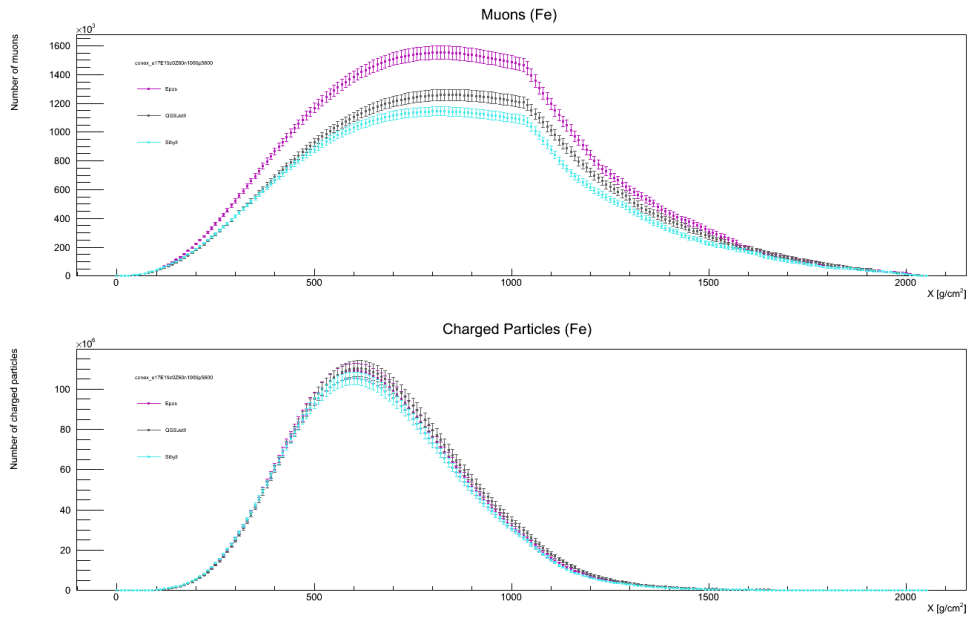 Muons (Fe)
×10³
Number of muons
1600
1400
1200
1000
800
600
400
200
0
Epos
QGSJetII
Sibyll
0
500
1000
1500
2000
X [g/cm²]
Charged Particles (Fe)
×10⁶
Number of charged particles
100
80
60
40
20
0
Epos
QGSJetII
Sibyll
0
500
1000
1500
2000
X [g/cm²]